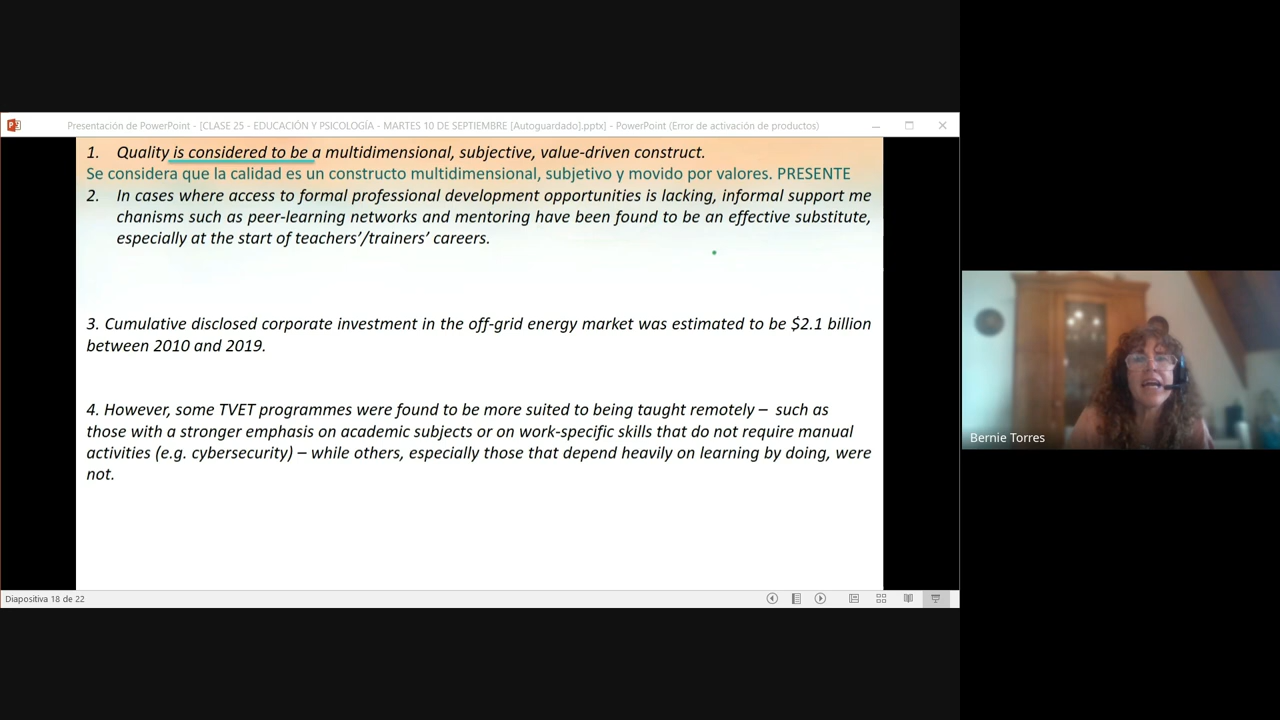 Presentación de PowerPoint - [CLASE 25 - EDUCACIÓN Y PSICOLOGÍA - MARTES 10 DE SEPTIEMBRE [Autoguardado].pptx] - PowerPoint (Error de activación de productos)
1. Quality is considered to be a multidimensional, subjective, value-driven construct.
Se considera que la calidad es un constructo multidimensional, subjetivo y movido por valores. PRESENTE
2. In cases where access to formal professional development opportunities is lacking, informal support me
chanisms such as peer-learning networks and mentoring have been found to be an effective substitute,
especially at the start of teachers’/trainers’ careers.
3. Cumulative disclosed corporate investment in the off-grid energy market was estimated to be $2.1 billion
between 2010 and 2019.
4. However, some TVET programmes were found to be more suited to being taught remotely – such as
those with a stronger emphasis on academic subjects or on work-specific skills that do not require manual
activities (e.g. cybersecurity) – while others, especially those that depend heavily on learning by doing, were
not.
Bernie Torres
Diapositiva 18 de 22